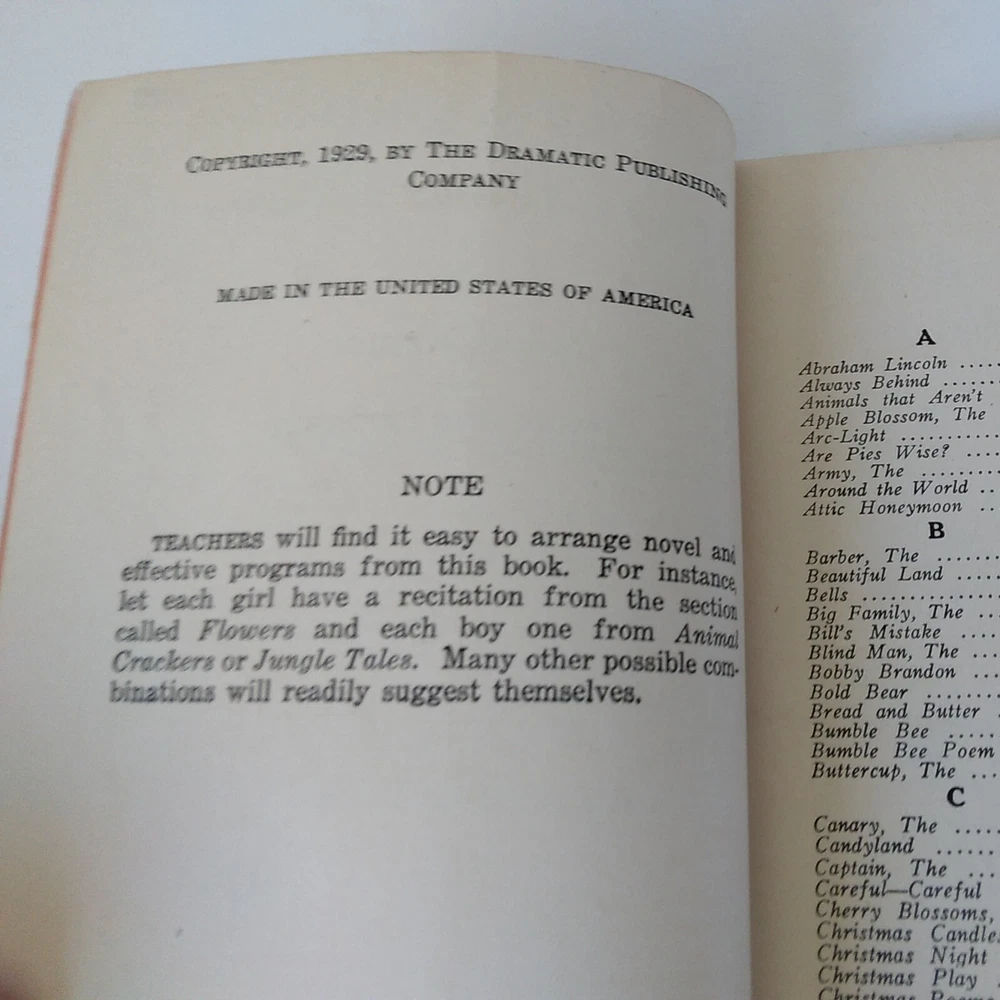 COPYRIGHT, 1929, BY THE DRAMATIC PUBLISHING
COMPANY
MADE IN THE UNITED STATES OF AMERICA
NOTE
TEACHERS will find it easy to arrange novel and
effective programs from this book. For instance,
let each girl have a recitation from the section
called Flowers and each boy one from Animal
Crackers or Jungle Tales. Many other possible com-
binations will readily suggest themselves.
A
Abraham Lincoln .....
Always Behind .......
Animals that Aren't .
Apple Blossom, The
Arc-Light ...........
Are Pies Wise? ....
Army, The .........
Around the World ..
Attic Honeymoon ..
B
Barber, The ........
Beautiful Land .....
Bells ..............
Big Family, The ...
Bill's Mistake ....
Blind Man, The ...
Bobby Brandon ...
Bold Bear ........
Bread and Butter .
Bumble Bee .....
Bumble Bee Poem
Buttercup, The ...
C
Canary, The .....
Candyland ......
Captain, The ...
Careful—Careful
Cherry Blossoms,
Christmas Candles
Christmas Night
Christmas Play
Christmas